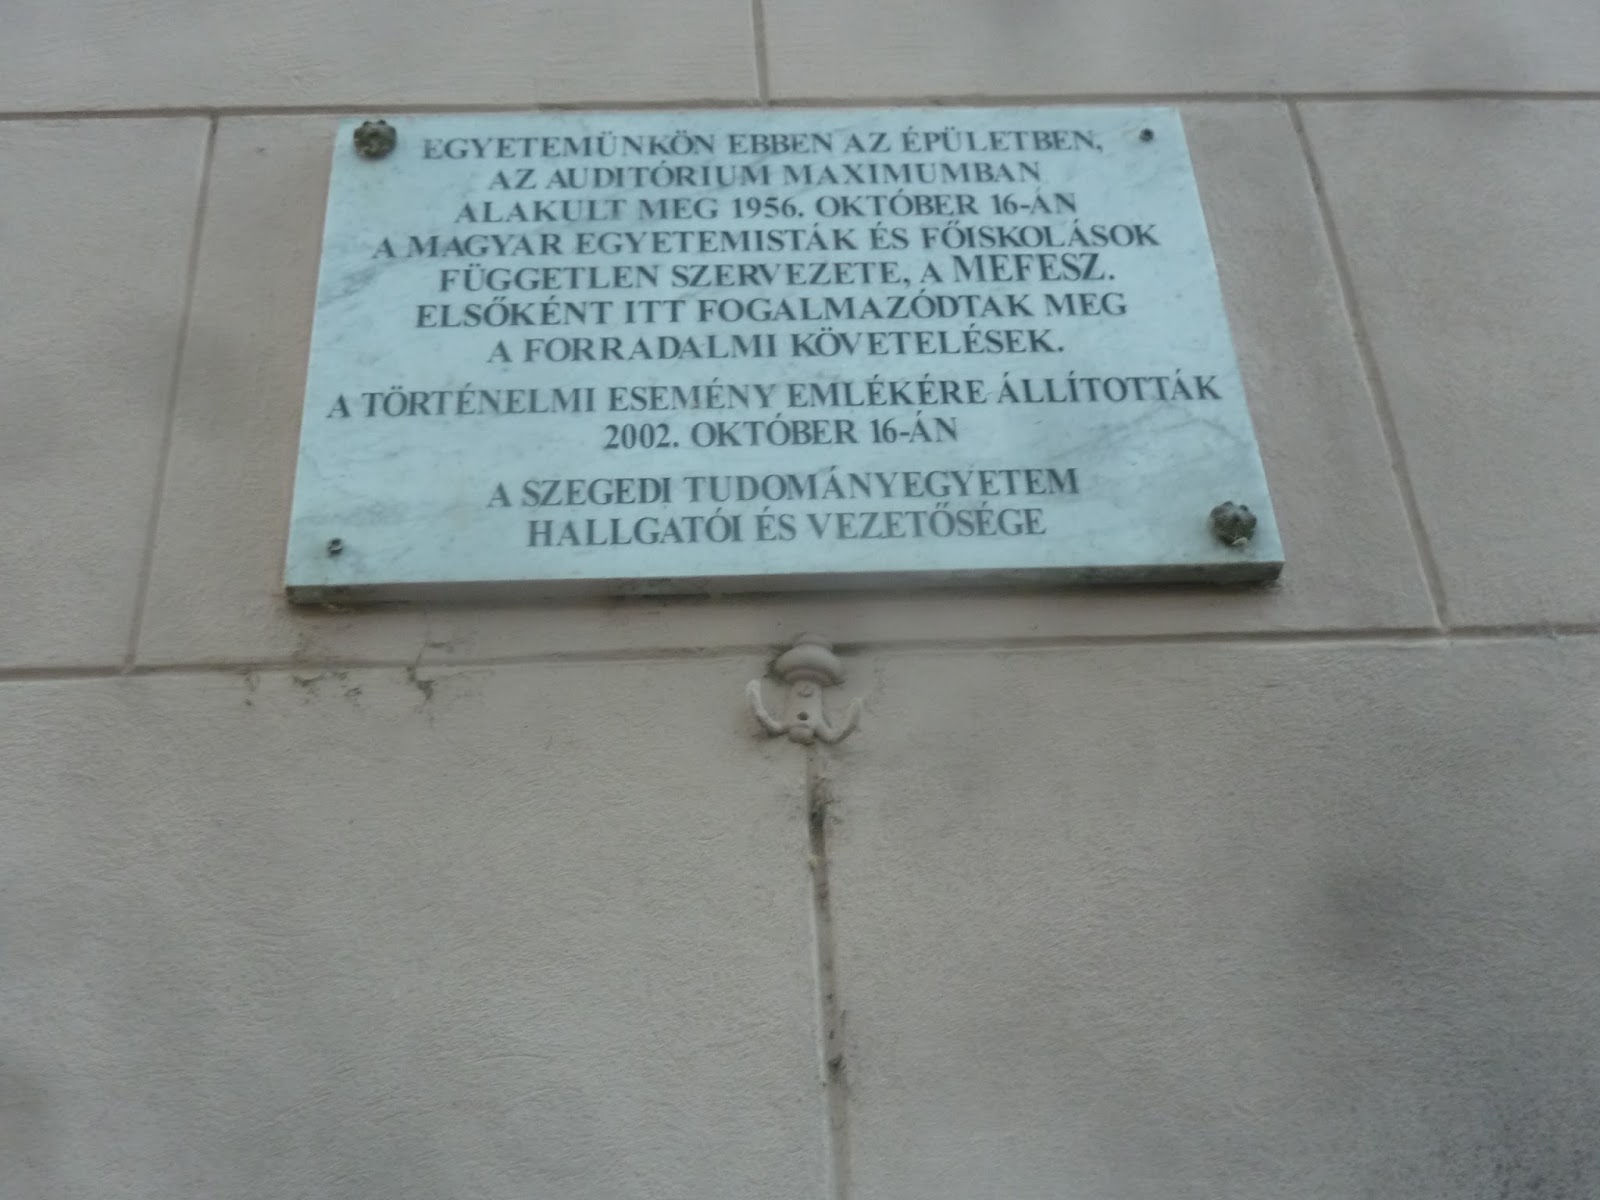 EGYETEMÜNKÖN EBBEN AZ ÉPÜLETBEN,
AZ AUDITÓRIUM MAXIMUMBAN
ALAKULT MEG 1956. OKTÓBER 16-ÁN
A MAGYAR EGYETEMISTÁK ÉS FŐISKOLÁSOK
FÜGGETLEN SZERVEZETE, A MEFESZ.
ELSŐKÉNT ITT FOGALMAZÓDTAK MEG
A FORRADALMI KÖVETELÉSEK.
A TÖRTÉNELMI ESEMÉNY EMLÉKÉRE ÁLLÍTOTTÁK
2002. OKTÓBER 16-ÁN
A SZEGEDI TUDOMÁNYEGYETEM
HALLGATÓI ÉS VEZETŐSÉGE